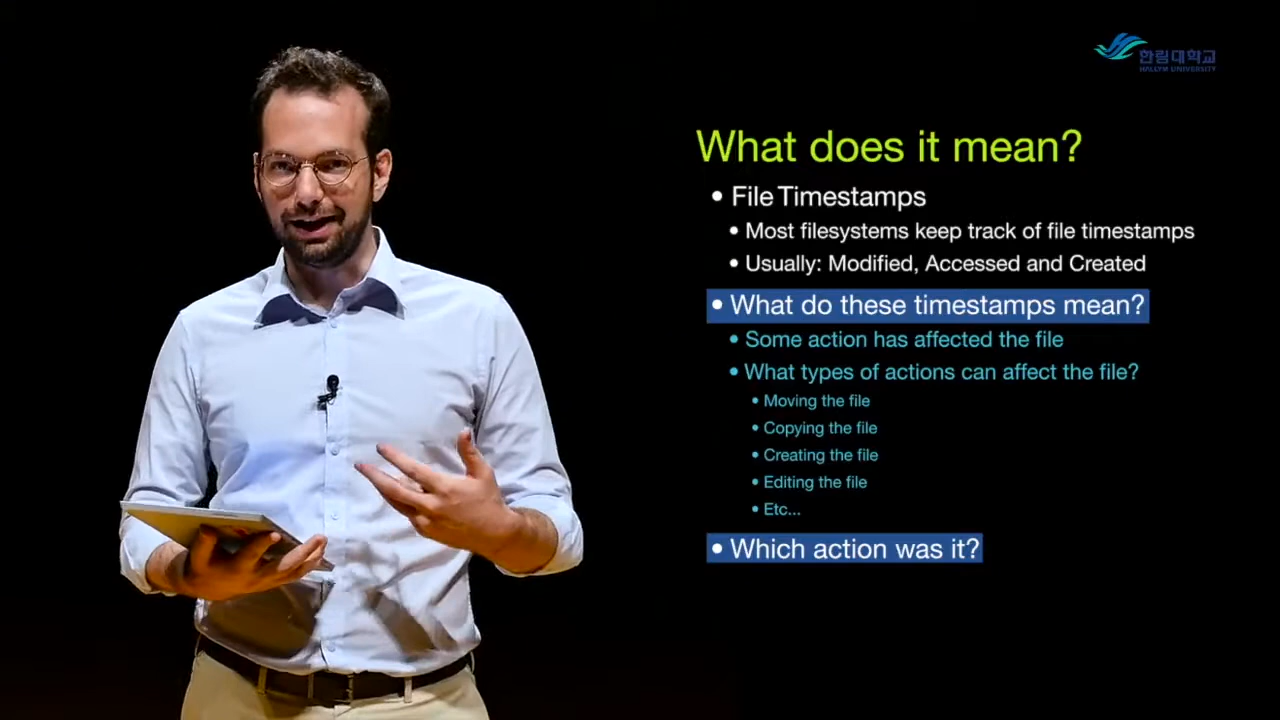 한림대학교
HALLYM UNIVERSITY
What does it mean?
• File Timestamps
• Most filesystems keep track of file timestamps
• Usually: Modified, Accessed and Created
• What do these timestamps mean?
• Some action has affected the file
• What types of actions can affect the file?
• Moving the file
• Copying the file
• Creating the file
• Editing the file
• Etc...
• Which action was it?